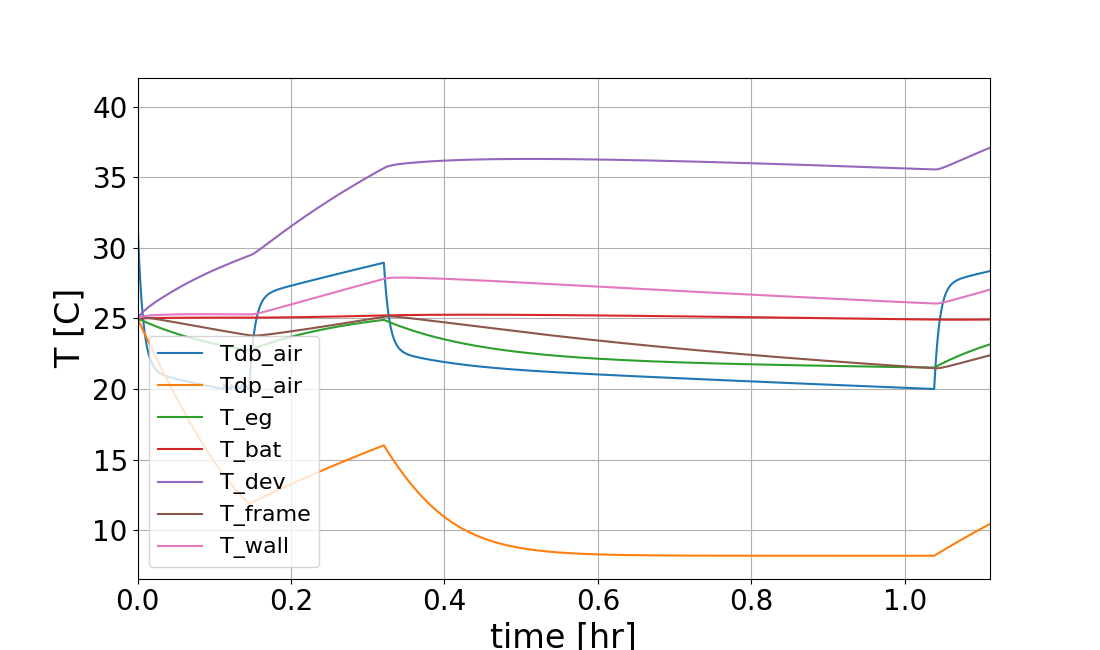 40
35
30
25
20
15
10
T [C]
Tdb_air
Tdp_air
T_eg
T_bat
T_dev
T_frame
T_wall
0.0 0.2 0.4 0.6 0.8 1.0
time [hr]